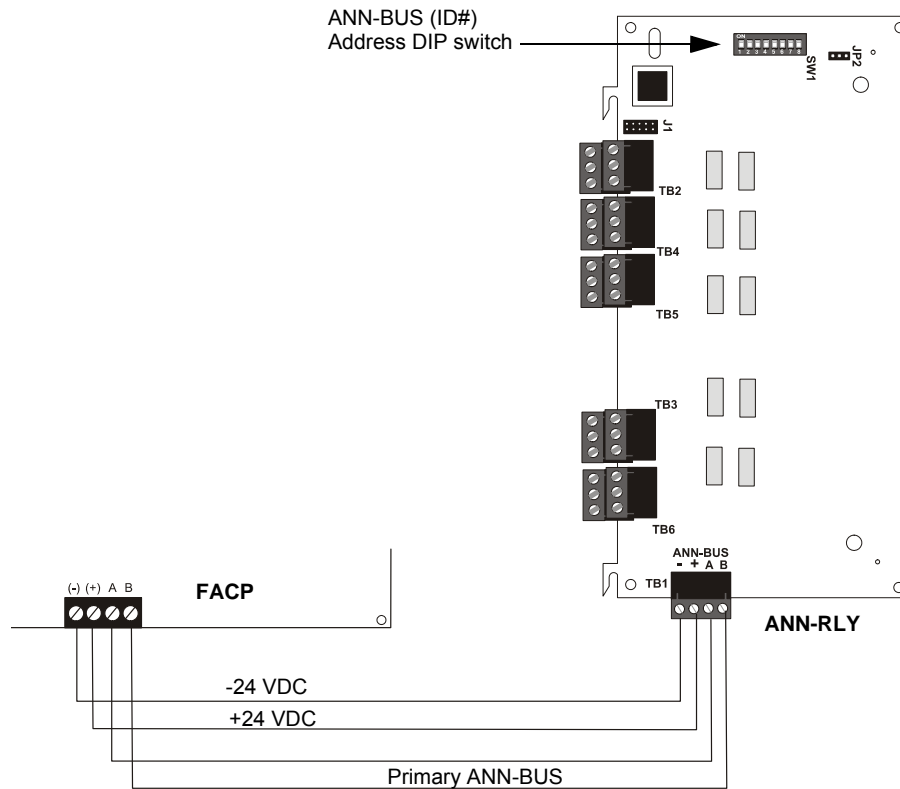 ANN-BUS (ID#)
Address DIP switch
ON
1 2 3 4 5 6 7 8
SW1
JP2
J1
TB2
TB4
TB5
TB3
TB6
ANN-BUS
- + A B
TB1
ANN-RLY
(-) (+) A B
FACP
-24 VDC
+24 VDC
Primary ANN-BUS